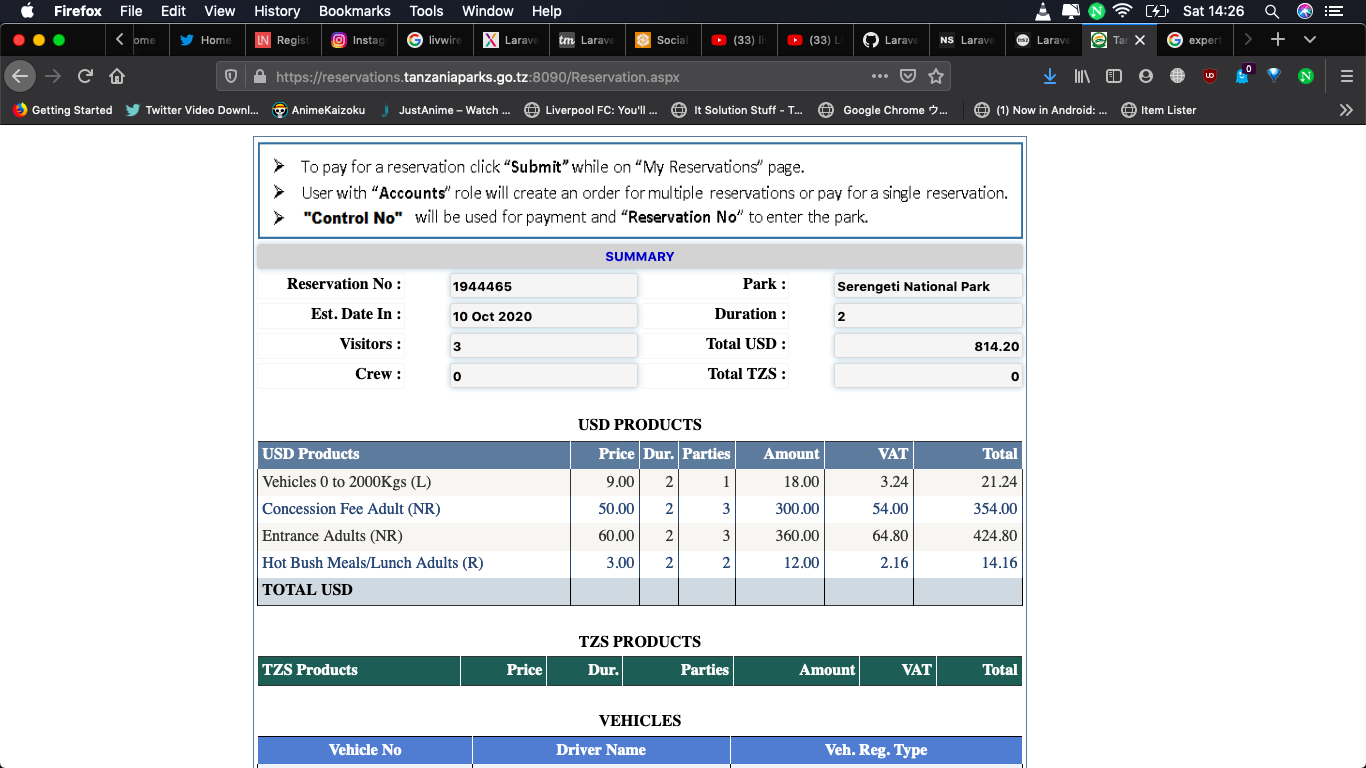 Firefox File Edit View History Bookmarks Tools Window Help Sat 14:26
ome Home Regist Instag livwire Larave Larave Social (33) li (33) Li Larave Larave Larave Tan expert
https://reservations.tanzaniaparks.go.tz:8090/Reservation.aspx
Getting Started Twitter Video Downl... AnimeKaizoku JustAnime – Watch ... Liverpool FC: You'll ... It Solution Stuff - T... Google Chrome ウ... (1) Now in Android: ... Item Lister
➢ To pay for a reservation click “Submit” while on “My Reservations” page.
➢ User with “Accounts” role will create an order for multiple reservations or pay for a single reservation.
➢ "Control No" will be used for payment and “Reservation No” to enter the park.
SUMMARY
Reservation No : 1944465 Park : Serengeti National Park
Est. Date In : 10 Oct 2020 Duration : 2
Visitors : 3 Total USD : 814.20
Crew : 0 Total TZS : 0
USD PRODUCTS
USD Products Price Dur. Parties Amount VAT Total
Vehicles 0 to 2000Kgs (L) 9.00 2 1 18.00 3.24 21.24
Concession Fee Adult (NR) 50.00 2 3 300.00 54.00 354.00
Entrance Adults (NR) 60.00 2 3 360.00 64.80 424.80
Hot Bush Meals/Lunch Adults (R) 3.00 2 2 12.00 2.16 14.16
TOTAL USD
TZS PRODUCTS
TZS Products Price Dur. Parties Amount VAT Total
VEHICLES
Vehicle No Driver Name Veh. Reg. Type